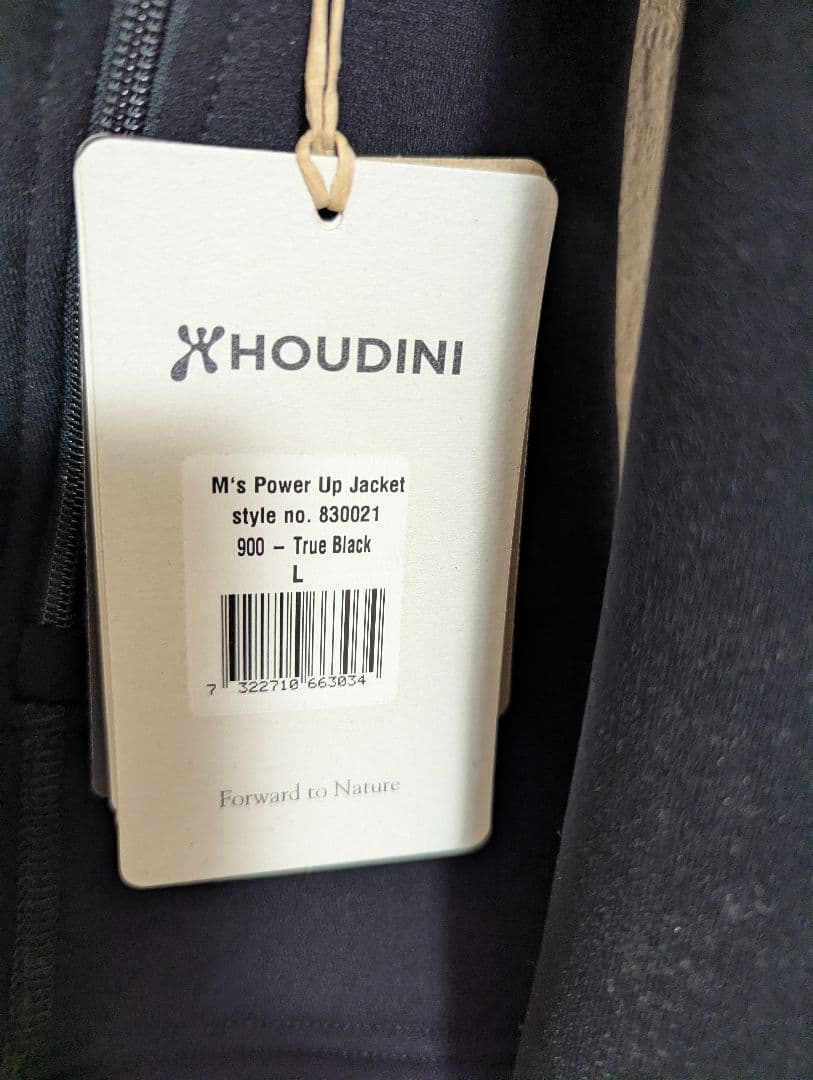 HOUDINI
M's Power Up Jacket
style no. 830021
900 – True Black
L
7 322710 663034
Forward to Nature